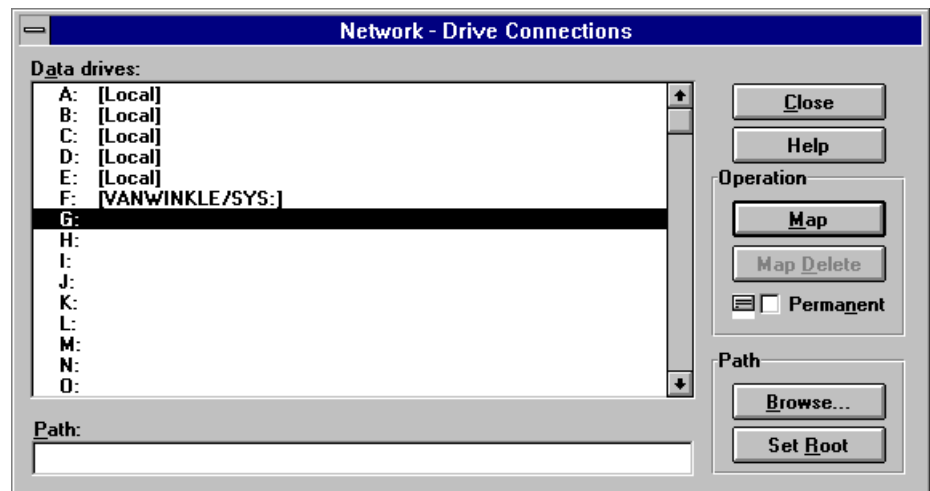 Network - Drive Connections
Data drives:
A: [Local]
B: [Local]
C: [Local]
D: [Local]
E: [Local]
F: [VANWINKLE/SYS:]
G:
H:
I:
J:
K:
L:
M:
N:
O:
Path:
Close
Help
Operation
Map
Map Delete
Permanent
Path
Browse...
Set Root